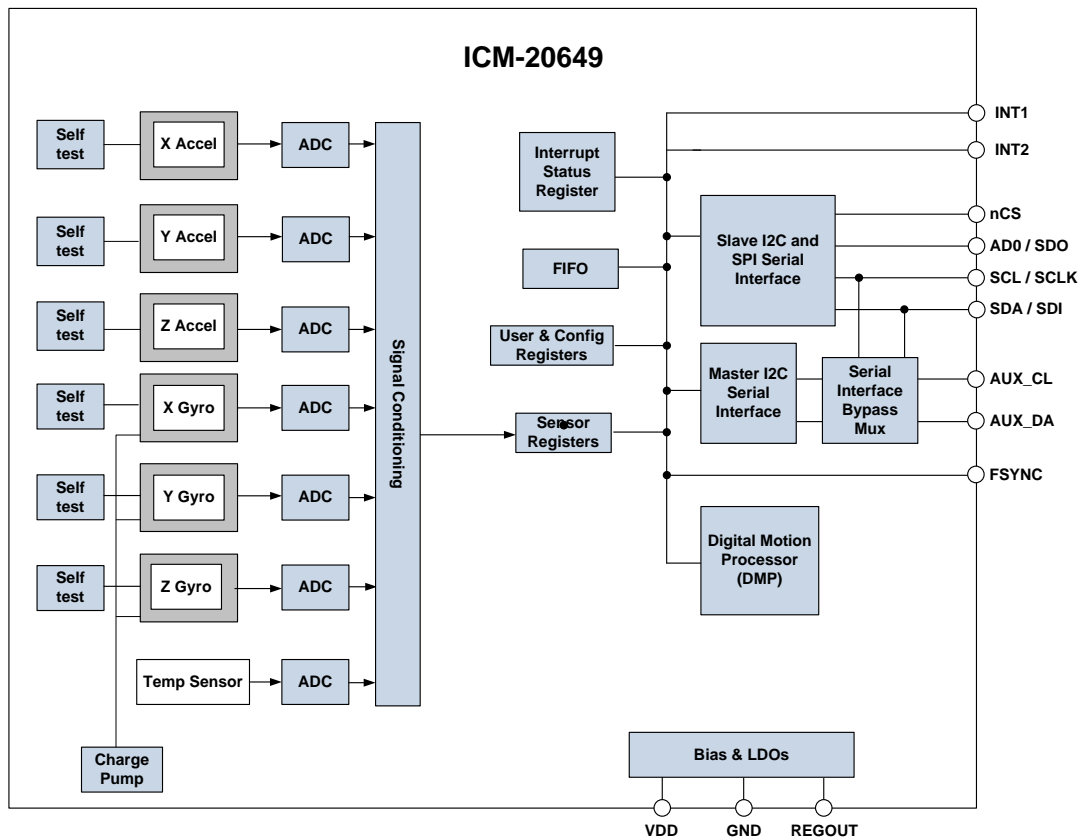 ICM-20649
Self
test
X Accel
ADC
Self
test
Y Accel
ADC
Self
test
Z Accel
ADC
Self
test
X Gyro
ADC
Self
test
Y Gyro
ADC
Self
test
Z Gyro
ADC
Temp Sensor
ADC
Charge
Pump
Signal Conditioning
Interrupt
Status
Register
FIFO
User & Config
Registers
Sensor
Registers
Slave I2C and
SPI Serial
Interface
Master I2C
Serial
Interface
Serial
Interface
Bypass
Mux
Digital Motion
Processor
(DMP)
Bias & LDOs
INT1
INT2
nCS
AD0 / SDO
SCL / SCLK
SDA / SDI
AUX_CL
AUX_DA
FSYNC
VDD
GND
REGOUT